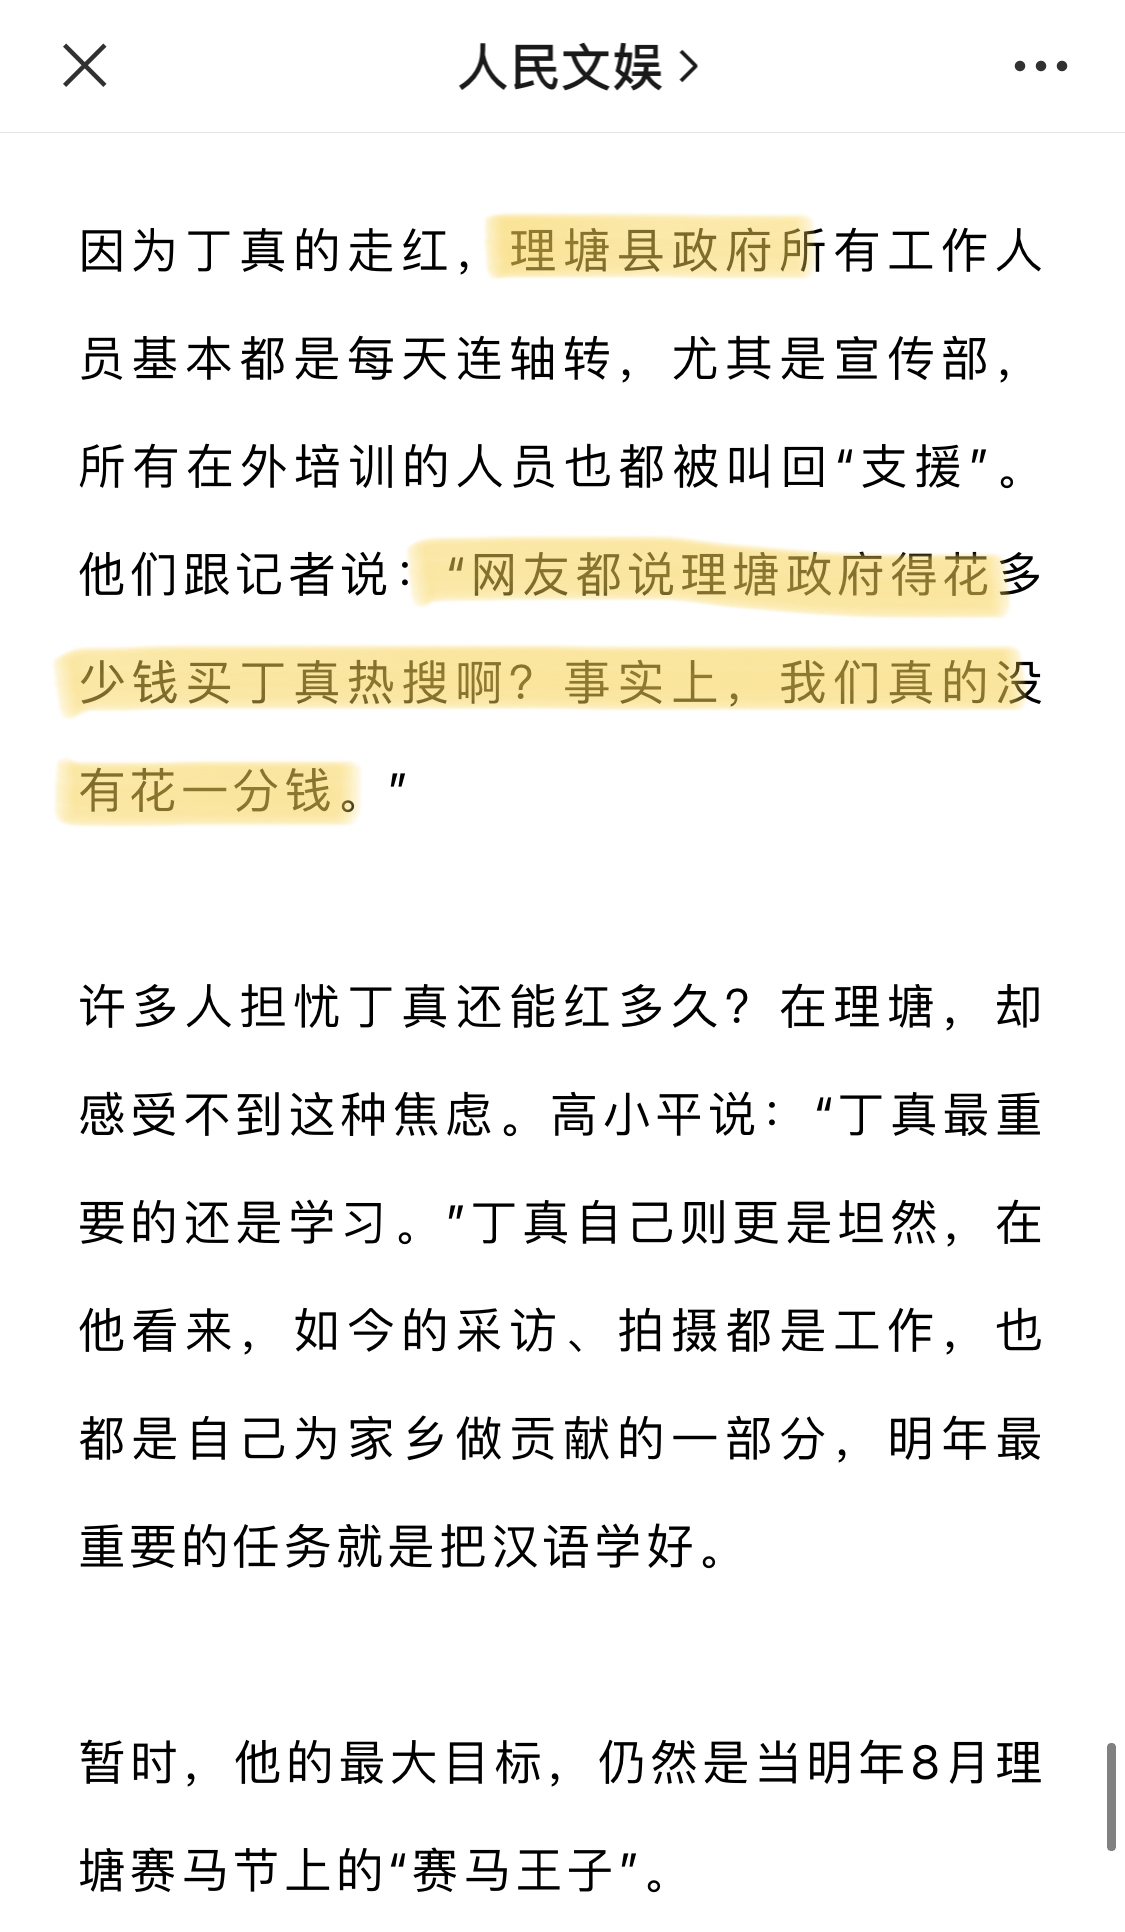 人民文娱
因为丁真的走红，理塘县政府所有工作人
员基本都是每天连轴转，尤其是宣传部，
所有在外培训的人员也都被叫回“支援”。
他们跟记者说：“网友都说理塘政府得花多
少钱买丁真热搜啊？事实上，我们真的没
有花一分钱。”
许多人担忧丁真还能红多久？在理塘，却
感受不到这种焦虑。高小平说：“丁真最重
要的还是学习。”丁真自己则更是坦然，在
他看来，如今的采访、拍摄都是工作，也
都是自己为家乡做贡献的一部分，明年最
重要的任务就是把汉语学好。
暂时，他的最大目标，仍然是当明年8月理
塘赛马节上的“赛马王子”。